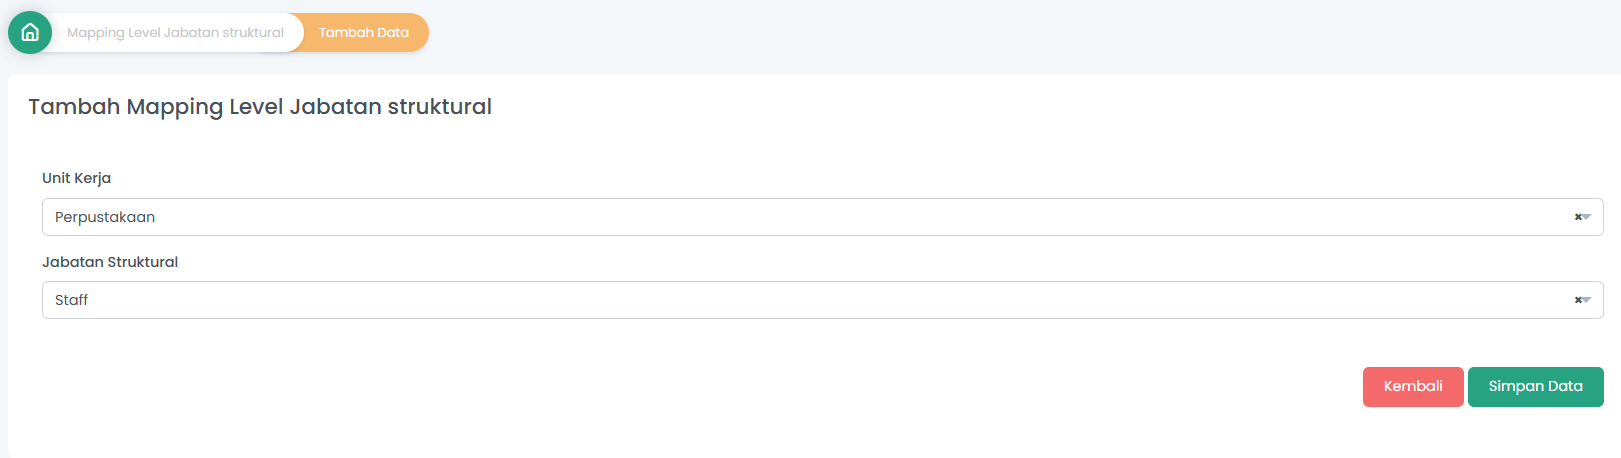 Mapping Level Jabatan struktural Tambah Data
Tambah Mapping Level Jabatan struktural
Unit Kerja
Perpustakaan
Jabatan Struktural
Staff
Kembali Simpan Data